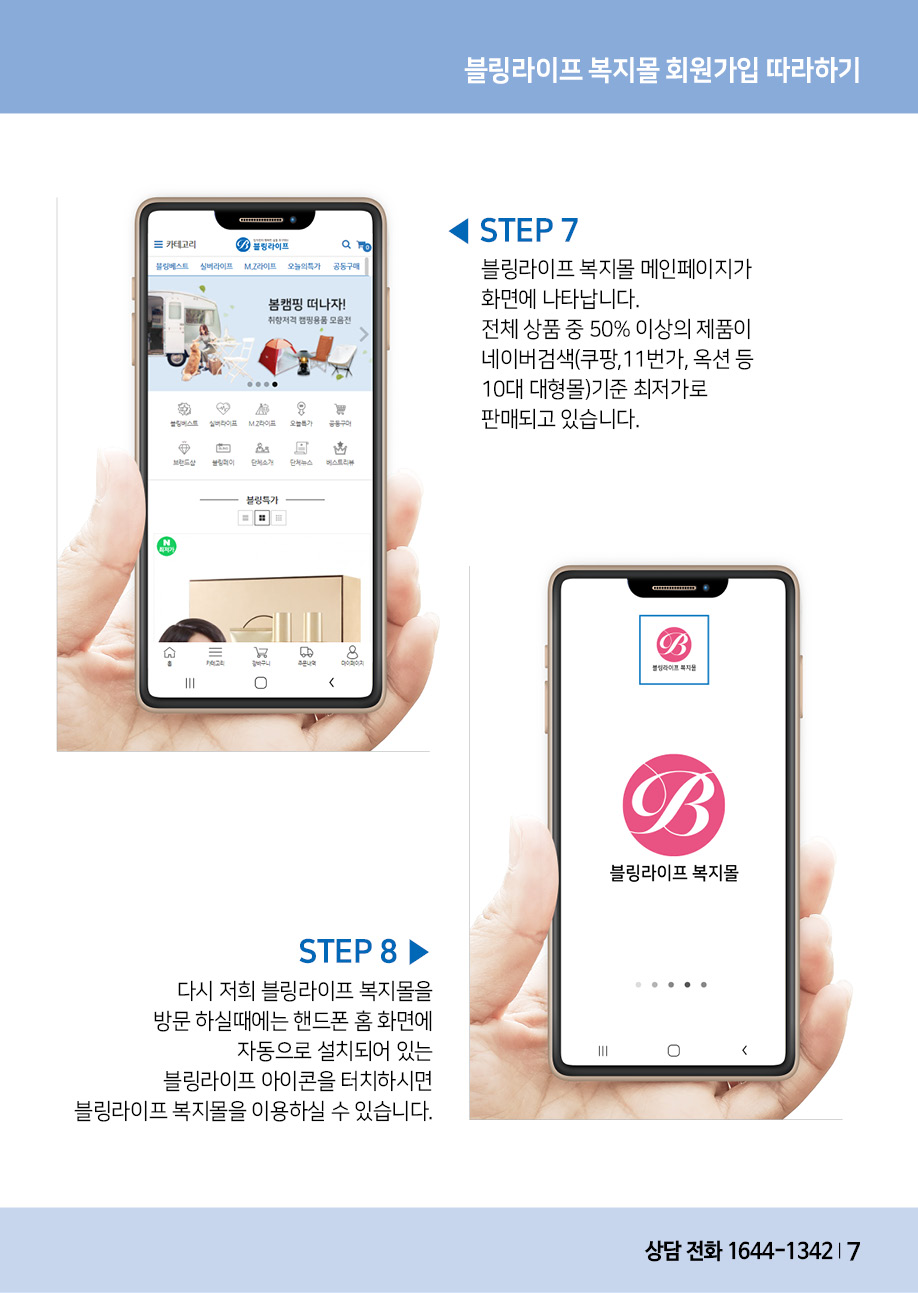 블링라이프 복지몰 회원가입 따라하기
카테고리
블링라이프
0
블링베스트 실버라이프 M.Z라이프 오늘의특가 공동구매
봄캠핑 떠나자!
취향저격 캠핑용품 모음전
블링베스트 실버라이프 M.Z라이프 오늘특가 공동구매
브랜드샵 블링페이 단체소개 단체뉴스 베스트리뷰
블링특가
N
최저가
홈 카테고리 장바구니 주문내역 마이페이지
STEP 7
블링라이프 복지몰 메인페이지가
화면에 나타납니다.
전체 상품 중 50% 이상의 제품이
네이버검색(쿠팡,11번가, 옥션 등
10대 대형몰)기준 최저가로
판매되고 있습니다.
B
블링라이프 복지몰
B
블링라이프 복지몰
STEP 8
다시 저희 블링라이프 복지몰을
방문 하실때에는 핸드폰 홈 화면에
자동으로 설치되어 있는
블링라이프 아이콘을 터치하시면
블링라이프 복지몰을 이용하실 수 있습니다.
상담 전화 1644-1342 | 7